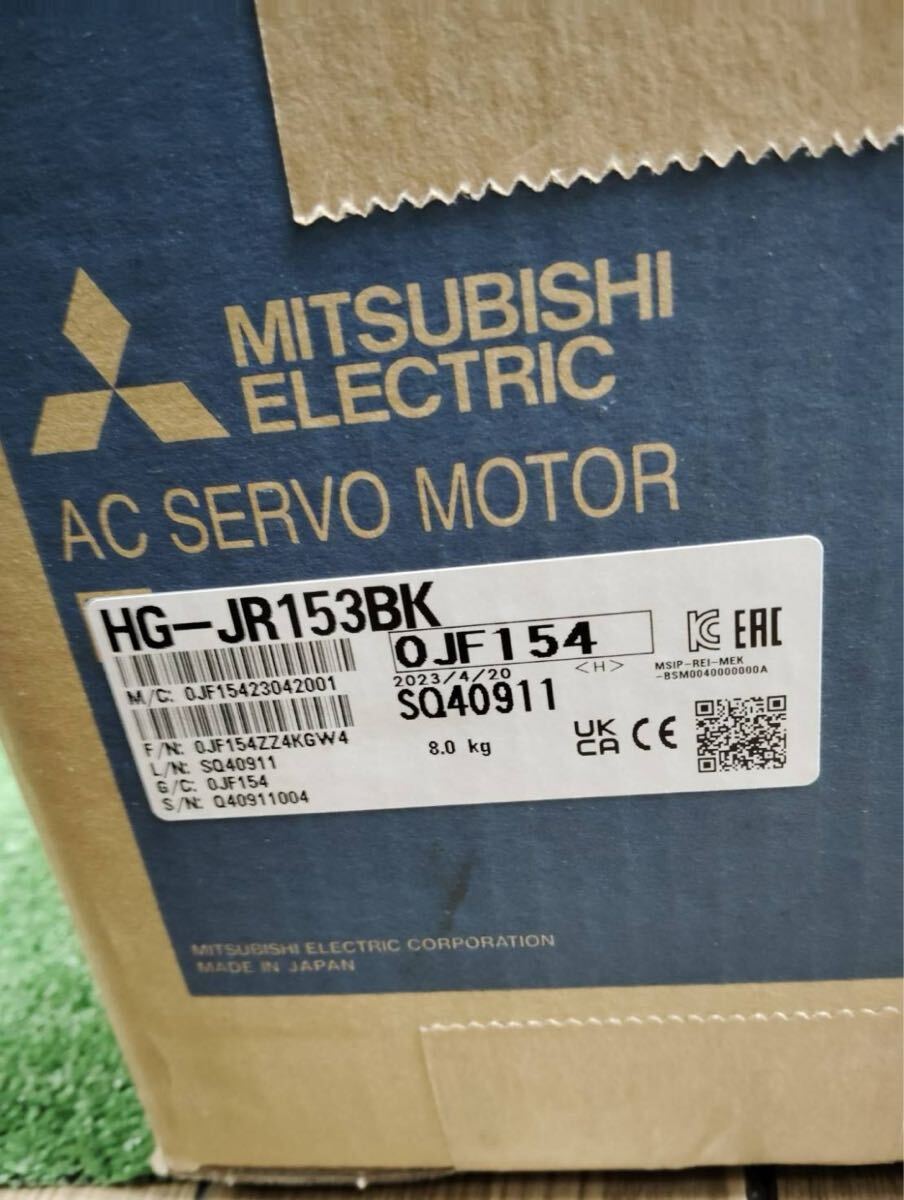 MITSUBISHI
ELECTRIC
AC SERVO MOTOR
HG-JR153BK
0JF154
<H>
2023/4/20
SQ40911
8.0 kg
M/C: 0JF15423042001
F/N: 0JF154ZZ4KGW4
L/N: SQ40911
G/C: 0JF154
S/N: Q40911004
EAC
MSIP-REI-MEK
-BSM0040000000A
UK
CA
CE
MITSUBISHI ELECTRIC CORPORATION
MADE IN JAPAN